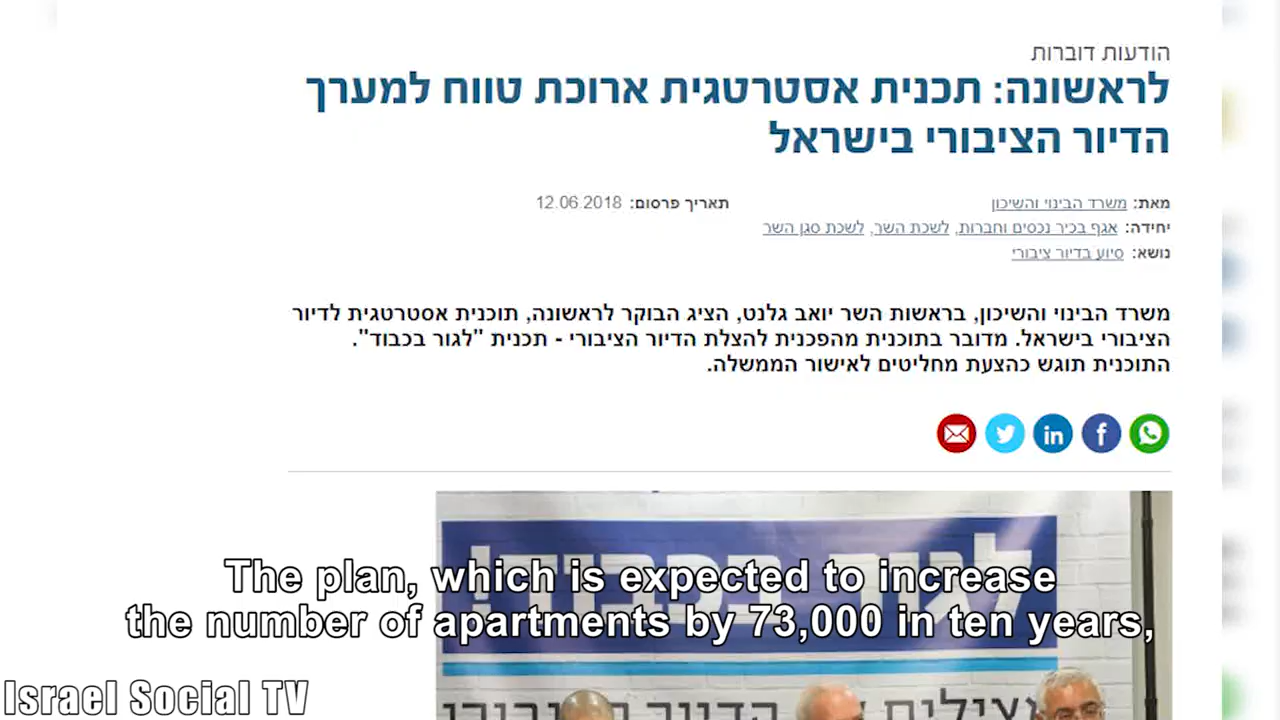 הודעות דוברות
לראשונה: תכנית אסטרטגית ארוכת טווח למערך
הדיור הציבורי בישראל
מאת: משרד הבינוי והשיכון
תאריך פרסום: 12.06.2018
יחידה: אגף בכיר נכסים וחברות, לשכת השר, לשכת סגן השר
נושא: סיוע בדיור ציבורי
משרד הבינוי והשיכון, בראשות השר יואב גלנט, הציג הבוקר לראשונה, תוכנית אסטרטגית לדיור
הציבורי בישראל. מדובר בתוכנית מהפכנית להצלת הדיור הציבורי - תכנית "לגור בכבוד".
התוכנית תוגש כהצעת מחליטים לאישור הממשלה.
לגור בכבוד!
The plan, which is expected to increase
the number of apartments by 73,000 in ten years,
Israel Social TV